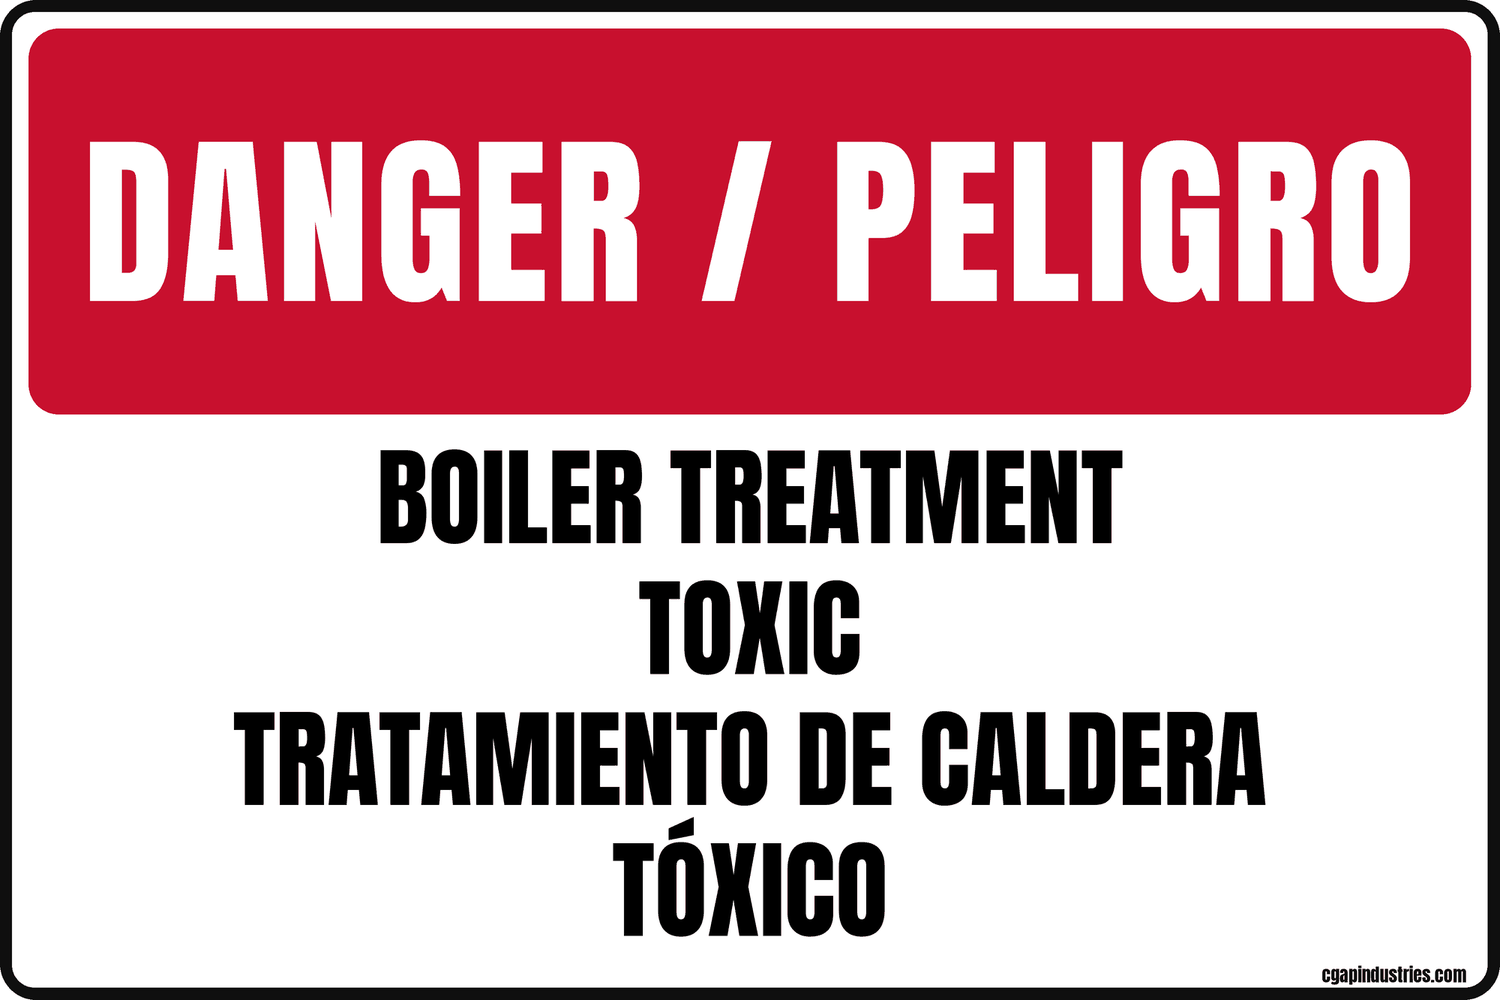 DANGER / PELIGRO
BOILER TREATMENT
TOXIC
TRATAMIENTO DE CALDERA
TÓXICO
cgapindustries.com